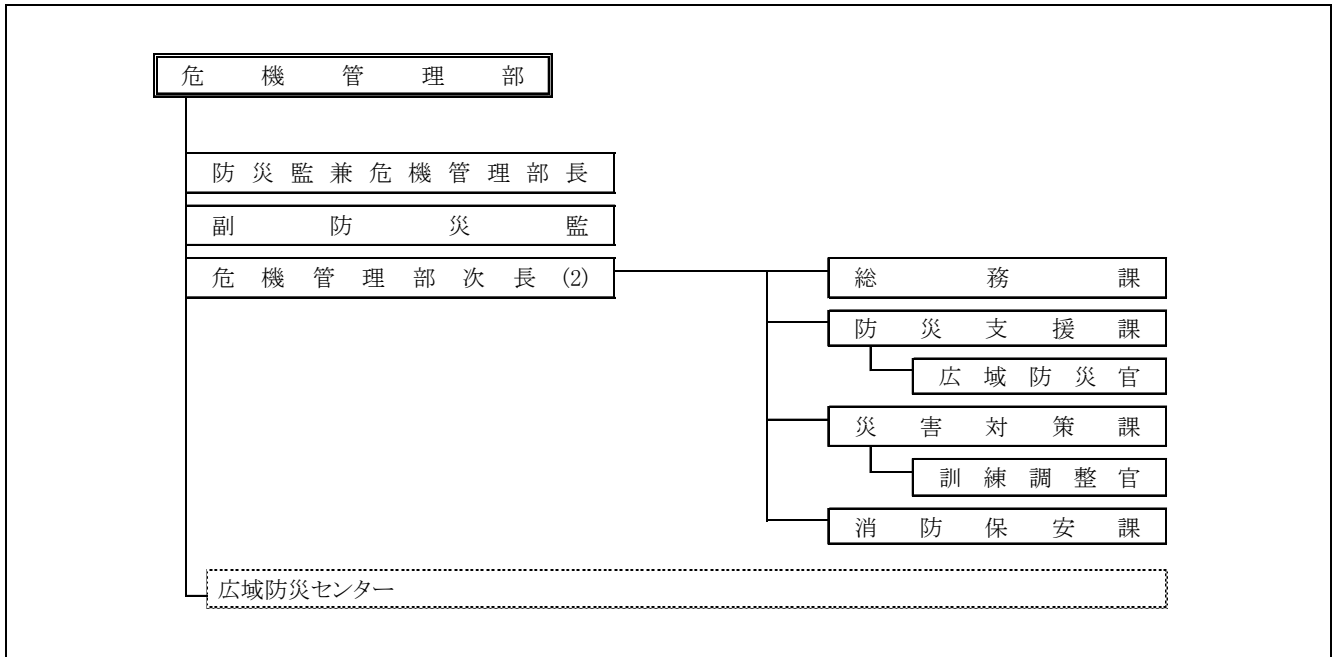 危機管理部
防災監兼危機管理部長
副防災監
危機管理部次長(2)
総務課
防災支援課
広域防災官
災害対策課
訓練調整官
消防保安課
広域防災センター